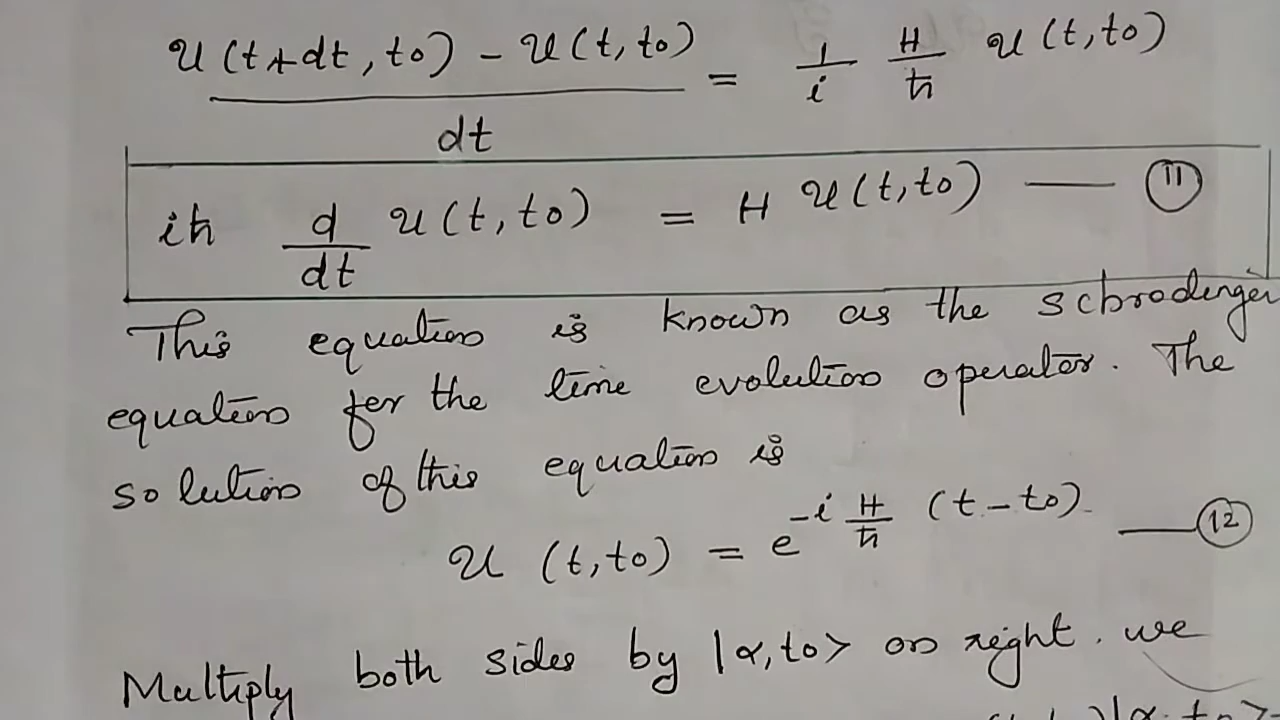 U(t+dt, t0) - U(t, t0) / dt = 1/i H/ħ U(t, t0)
iħ d/dt U(t, t0) = H U(t, t0) — (11)
This equation is known as the schrodinger
equation for the time evolution operator. The
solution of this equation is
U (t, t0) = e^{-i H/ħ (t - t0)} — (12)
Multiply both sides by |α, t0> on right. we
|α, t0>